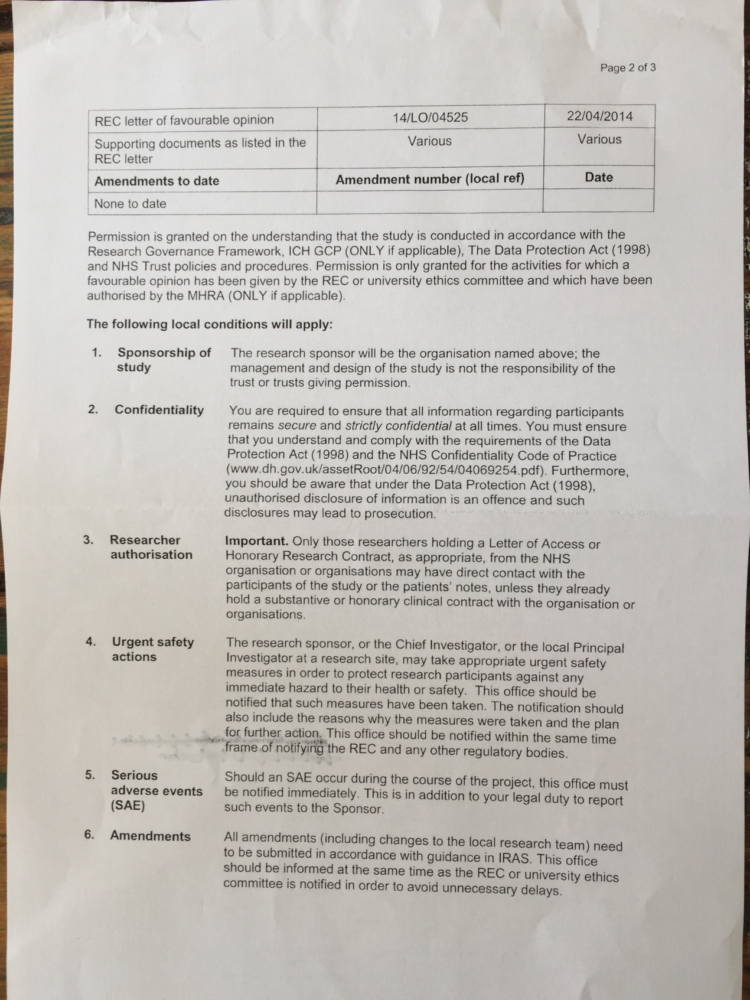 Page 2 of 3
REC letter of favourable opinion 14/LO/04525 22/04/2014
Supporting documents as listed in the Various Various
REC letter
Amendments to date Amendment number (local ref) Date
None to date
Permission is granted on the understanding that the study is conducted in accordance with the
Research Governance Framework, ICH GCP (ONLY if applicable), The Data Protection Act (1998)
and NHS Trust policies and procedures. Permission is only granted for the activities for which a
favourable opinion has been given by the REC or university ethics committee and which have been
authorised by the MHRA (ONLY if applicable).
The following local conditions will apply:
1. Sponsorship of The research sponsor will be the organisation named above; the
study management and design of the study is not the responsibility of the
trust or trusts giving permission.
2. Confidentiality You are required to ensure that all information regarding participants
remains secure and strictly confidential at all times. You must ensure
that you understand and comply with the requirements of the Data
Protection Act (1998) and the NHS Confidentiality Code of Practice
(www.dh.gov.uk/assetRoot/04/06/92/54/04069254.pdf). Furthermore,
you should be aware that under the Data Protection Act (1998),
unauthorised disclosure of information is an offence and such
disclosures may lead to prosecution.
3. Researcher Important. Only those researchers holding a Letter of Access or
authorisation Honorary Research Contract, as appropriate, from the NHS
organisation or organisations may have direct contact with the
participants of the study or the patients' notes, unless they already
hold a substantive or honorary clinical contract with the organisation or
organisations.
4. Urgent safety The research sponsor, or the Chief Investigator, or the local Principal
actions Investigator at a research site, may take appropriate urgent safety
measures in order to protect research participants against any
immediate hazard to their health or safety. This office should be
notified that such measures have been taken. The notification should
also include the reasons why the measures were taken and the plan
for further action. This office should be notified within the same time
frame of notifying the REC and any other regulatory bodies.
5. Serious Should an SAE occur during the course of the project, this office must
adverse events be notified immediately. This is in addition to your legal duty to report
(SAE) such events to the Sponsor.
6. Amendments All amendments (including changes to the local research team) need
to be submitted in accordance with guidance in IRAS. This office
should be informed at the same time as the REC or university ethics
committee is notified in order to avoid unnecessary delays.